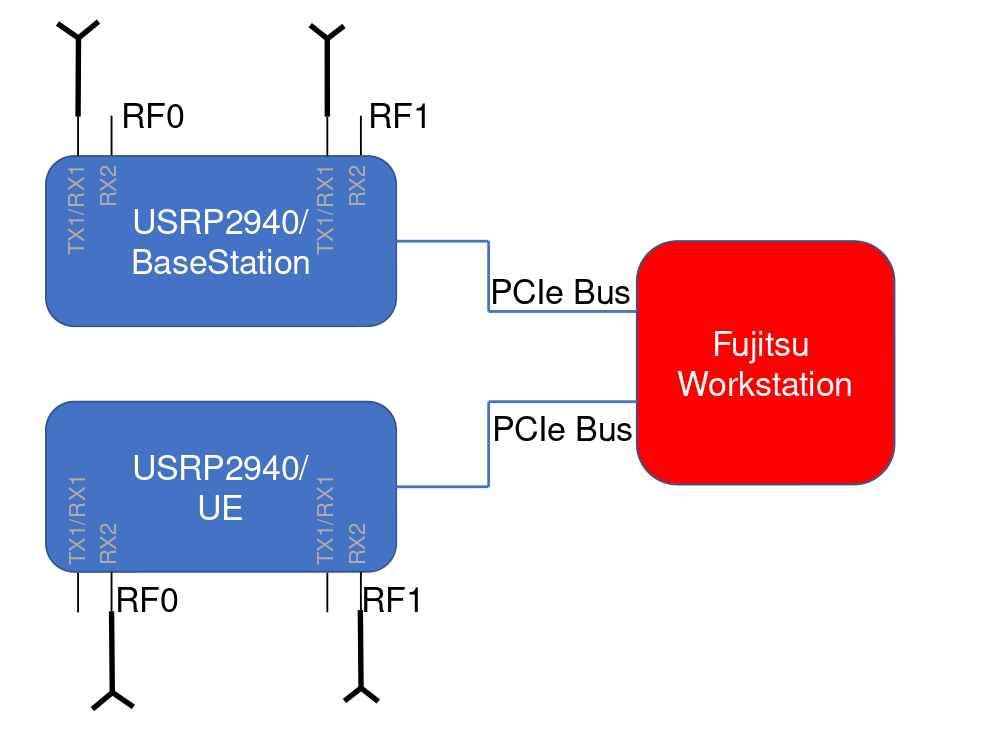 RF0
RF1
TX1/RX1
RX2
TX1/RX1
RX2
USRP2940/
BaseStation
PCIe Bus
Fujitsu
Workstation
PCIe Bus
USRP2940/
UE
TX1/RX1
RX2
TX1/RX1
RX2
RF0
RF1